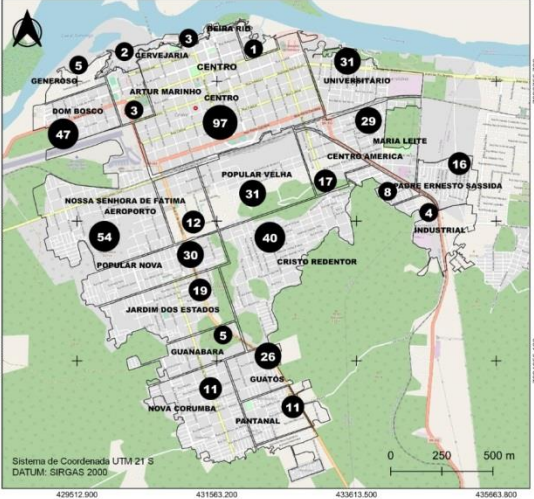 BEIRA RIO
3
1
2
CERVEJARIA
5
GENEROSO
CENTRO
31
UNIVERSITÁRIO
ARTUR MARINHO
DOM BOSCO
3
CENTRO
97
47
29
MARIA LEITE
CENTRO AMERICA
16
PADRE ERNESTO SASSIDA
POPULAR VELHA
17
8
31
NOSSA SENHORA DE FÁTIMA
AEROPORTO
12
4
INDUSTRIAL
54
40
30
POPULAR NOVA
CRISTO REDENTOR
19
JARDIM DOS ESTADOS
5
GUANABARA
26
GUATÓS
11
NOVA CORUMBA
11
PANTANAL
Sistema de Coordenada UTM 21 S
DATUM: SIRGAS 2000
0 250 500 m
429512.900 431563.200 433613.500 435663.800